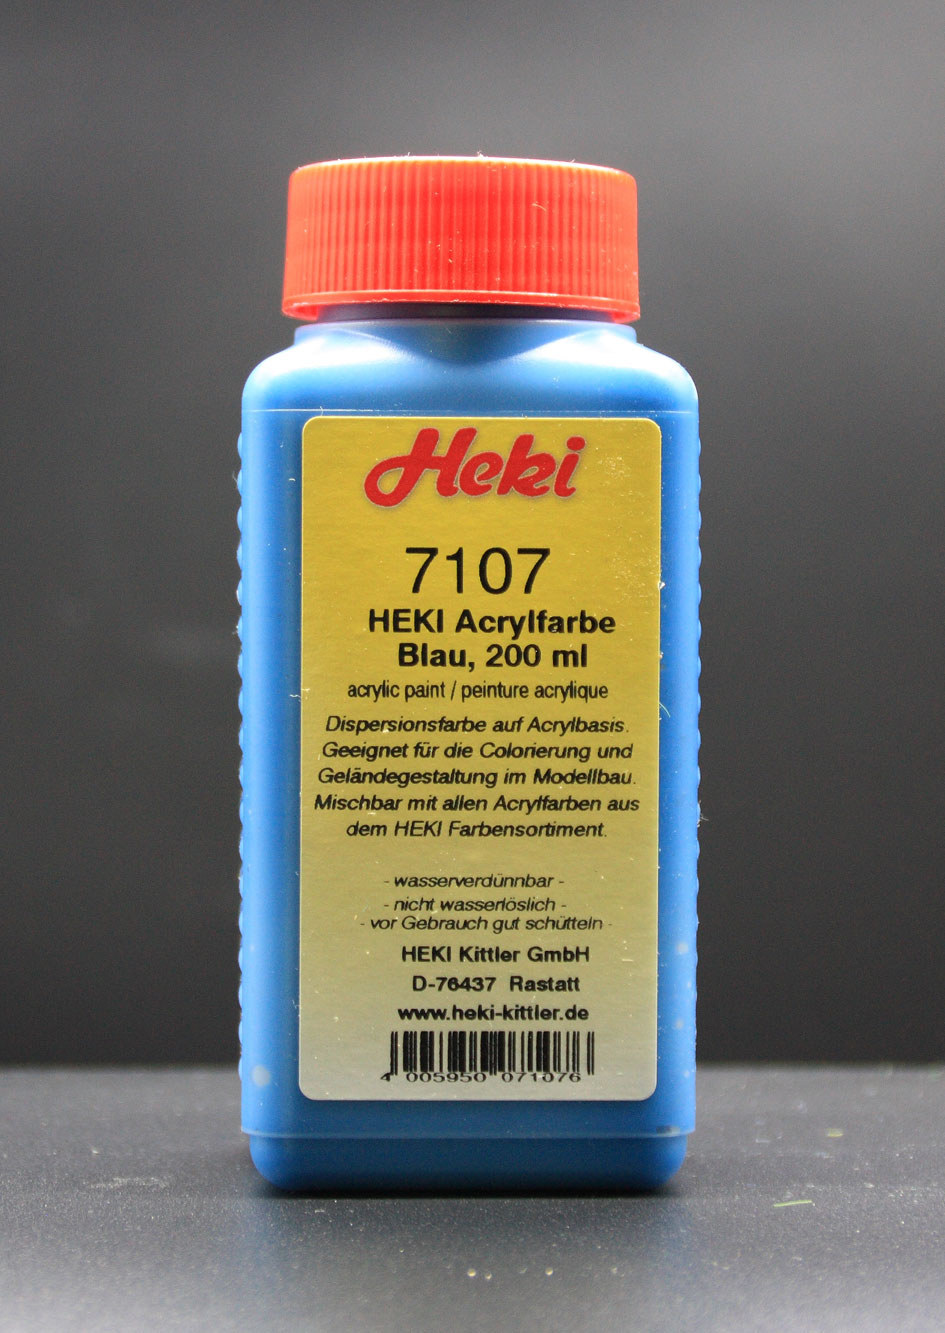 Heki
7107
HEKI Acrylfarbe
Blau, 200 ml
acrylic paint / peinture acrylique
Dispersionsfarbe auf Acrylbasis.
Geeignet für die Colorierung und
Geländegestaltung im Modellbau.
Mischbar mit allen Acrylfarben aus
dem HEKI Farbensortiment.
- wasserverdünnbar -
- nicht wasserlöslich -
- vor Gebrauch gut schütteln -
HEKI Kittler GmbH
D-76437 Rastatt
www.heki-kittler.de
4 005950 071076